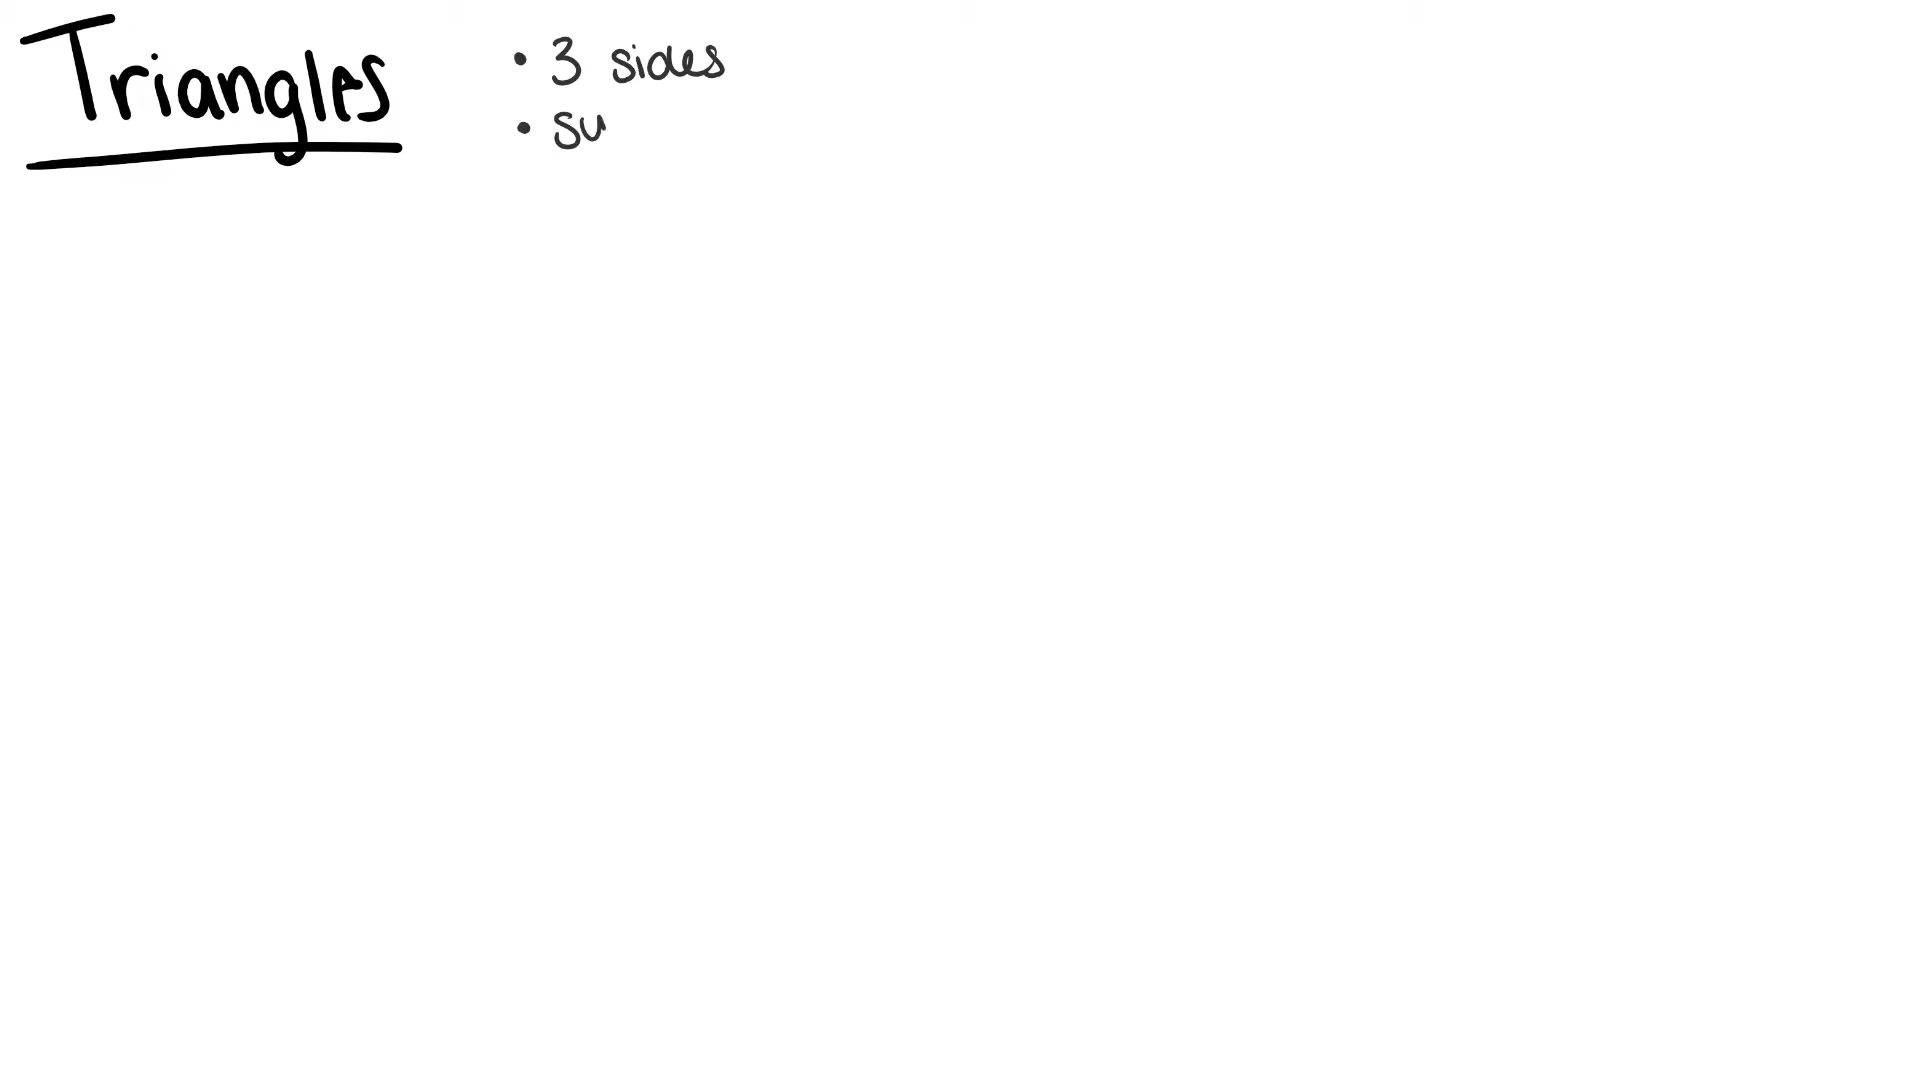 Triangles
• 3 sides
• su